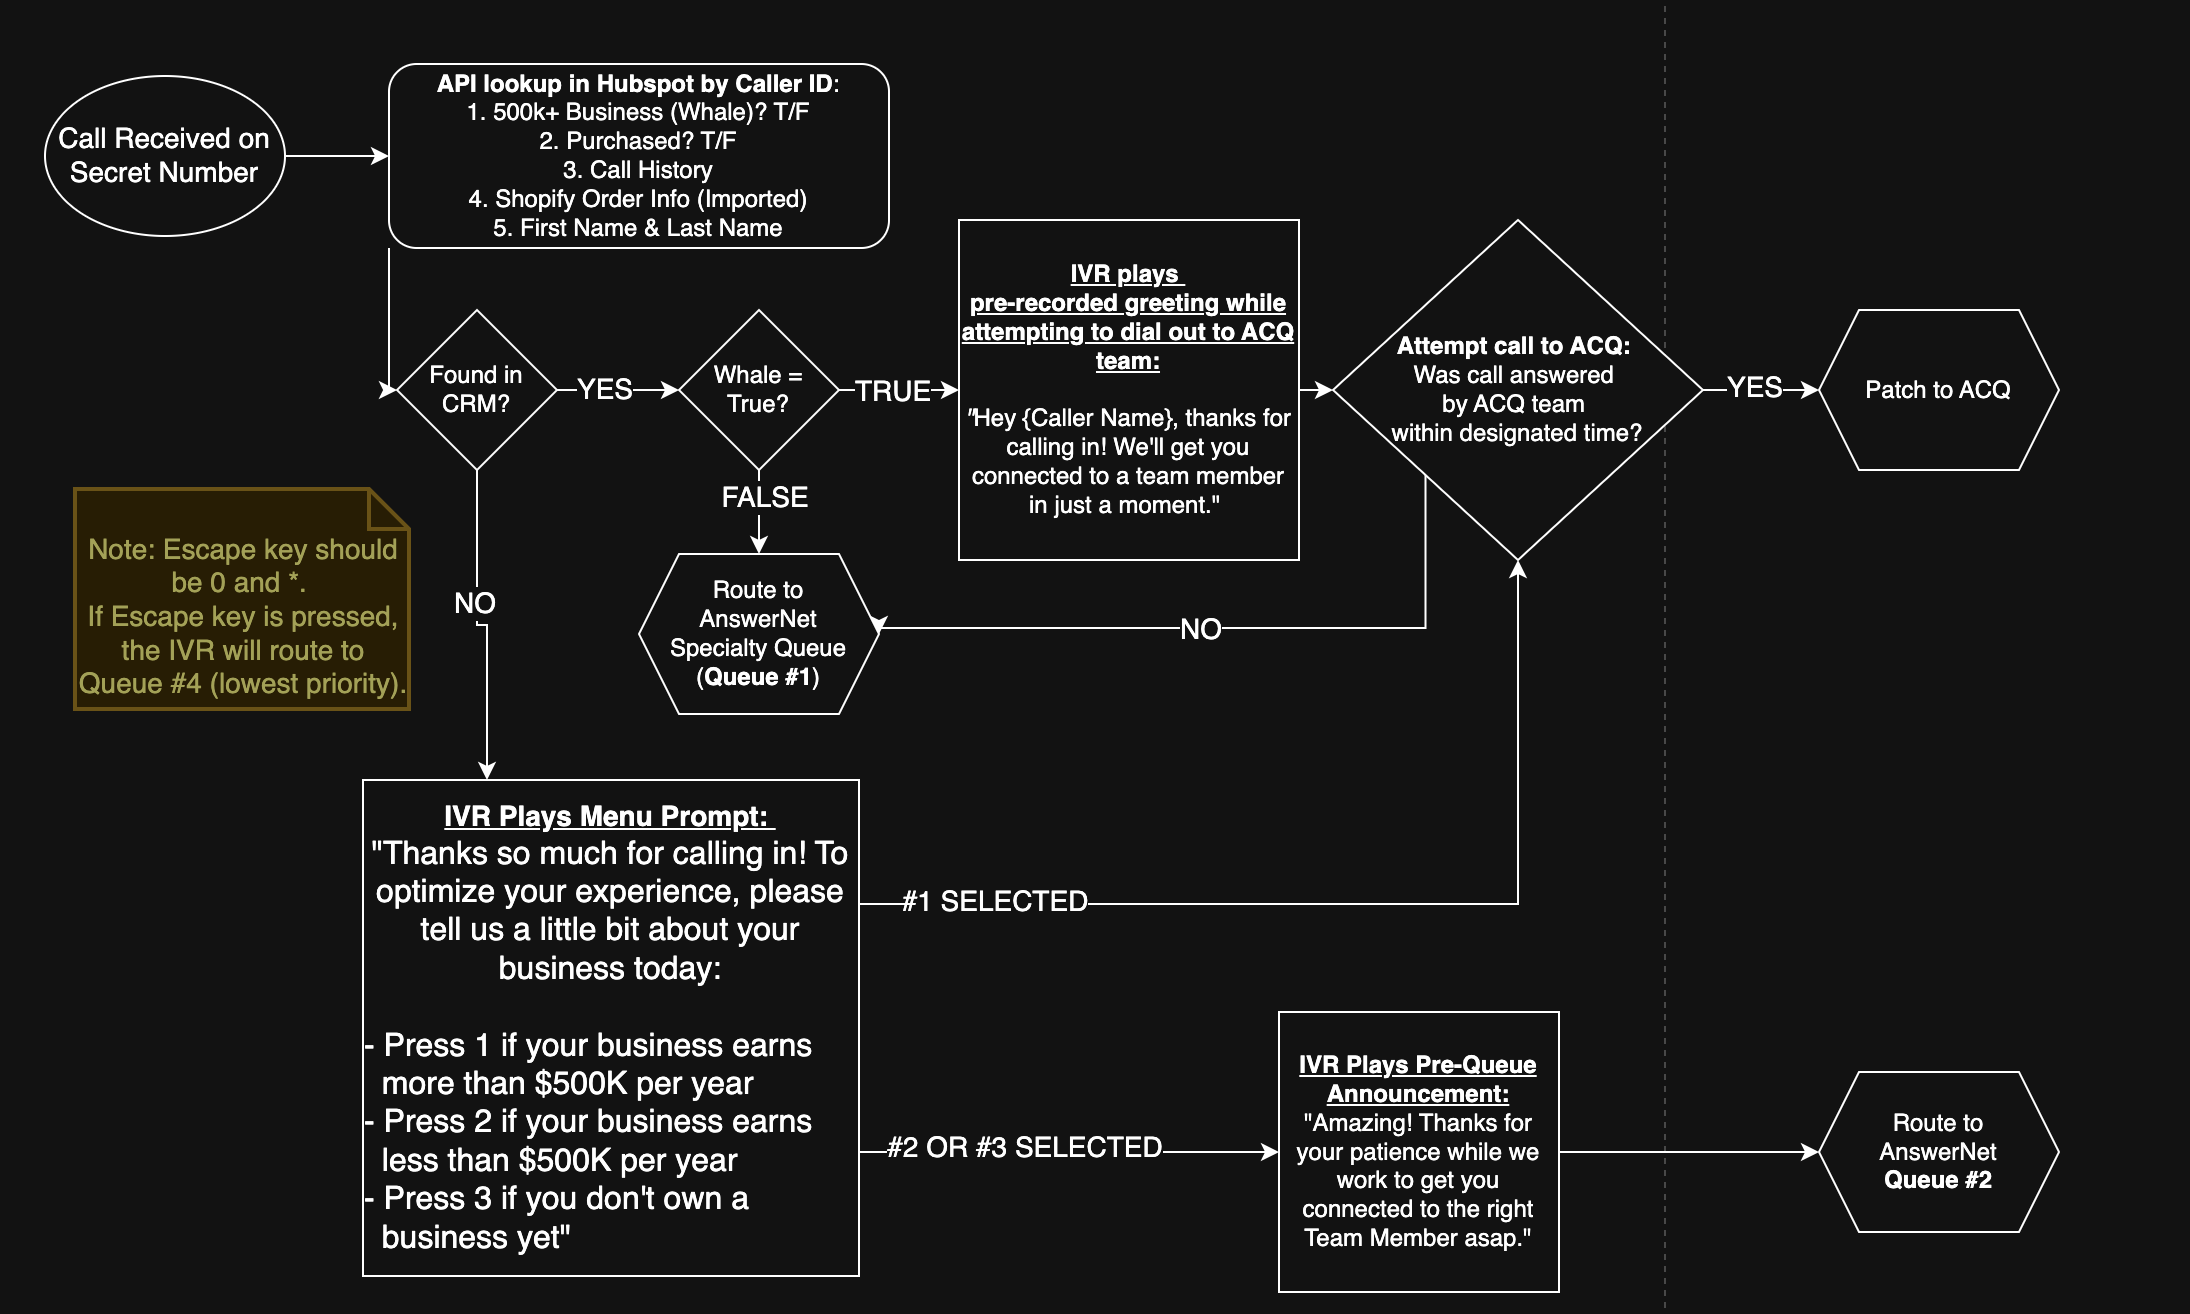 Call Received on
Secret Number
API lookup in Hubspot by Caller ID:
1. 500k+ Business (Whale)? T/F
2. Purchased? T/F
3. Call History
4. Shopify Order Info (Imported)
5. First Name & Last Name
Found in
CRM?
YES
Whale =
True?
TRUE
IVR plays
pre-recorded greeting while
attempting to dial out to ACQ
team:
"Hey {Caller Name}, thanks for
calling in! We'll get you
connected to a team member
in just a moment."
Attempt call to ACQ:
Was call answered
by ACQ team
within designated time?
YES
Patch to ACQ
FALSE
Route to
AnswerNet
Specialty Queue
(Queue #1)
NO
NO
Note: Escape key should
be 0 and *.
If Escape key is pressed,
the IVR will route to
Queue #4 (lowest priority).
IVR Plays Menu Prompt:
"Thanks so much for calling in! To
optimize your experience, please
tell us a little bit about your
business today:
- Press 1 if your business earns
more than $500K per year
- Press 2 if your business earns
less than $500K per year
- Press 3 if you don't own a
business yet"
#1 SELECTED
#2 OR #3 SELECTED
IVR Plays Pre-Queue
Announcement:
"Amazing! Thanks for
your patience while we
work to get you
connected to the right
Team Member asap."
Route to
AnswerNet
Queue #2